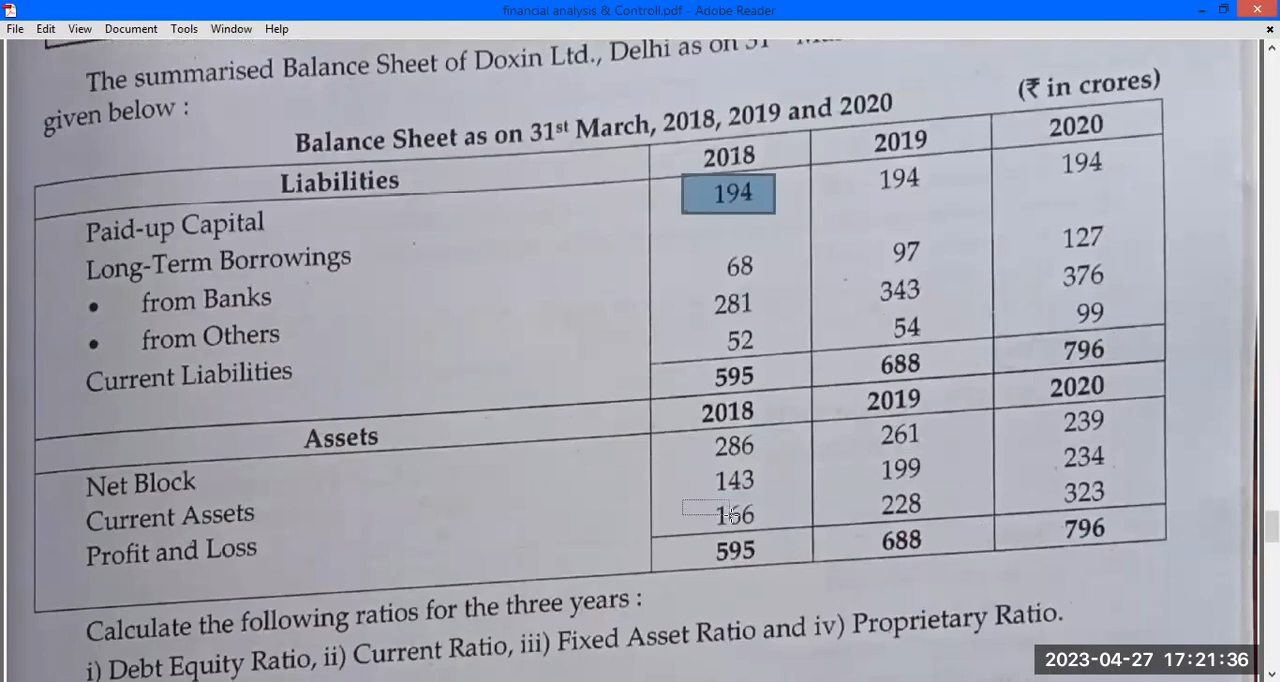 financial analysis & Controll.pdf - Adobe Reader
File Edit View Document Tools Window Help
The summarised Balance Sheet of Doxin Ltd., Delhi as on 31
given below :
(₹ in crores)
Balance Sheet as on 31st March, 2018, 2019 and 2020
Liabilities 2018 2019 2020
Paid-up Capital 194 194 194
Long-Term Borrowings
• from Banks 68 97 127
• from Others 281 343 376
Current Liabilities 52 54 99
595 688 796
Assets 2018 2019 2020
Net Block 286 261 239
Current Assets 143 199 234
Profit and Loss 166 228 323
595 688 796
Calculate the following ratios for the three years :
i) Debt Equity Ratio, ii) Current Ratio, iii) Fixed Asset Ratio and iv) Proprietary Ratio.
2023-04-27 17:21:36